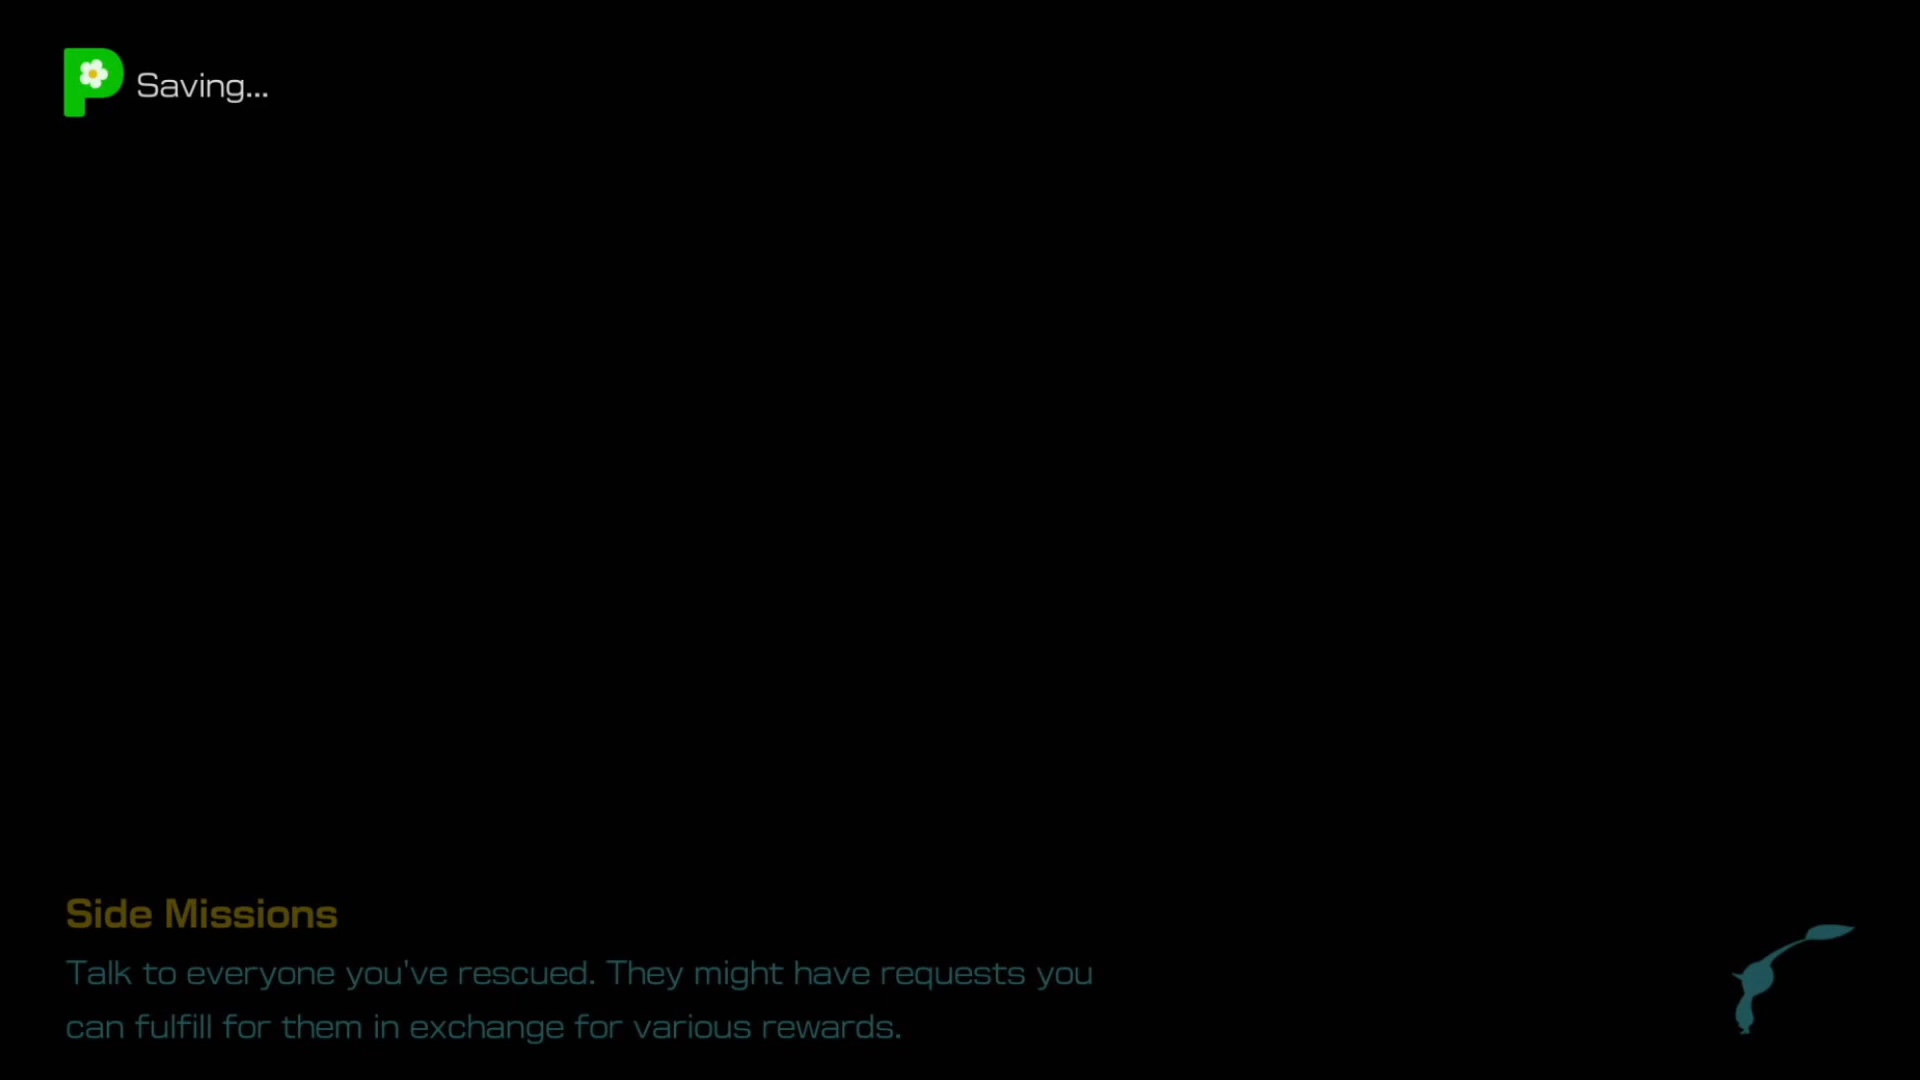 Saving...
Side Missions
Talk to everyone you've rescued. They might have requests you
can fulfill for them in exchange for various rewards.